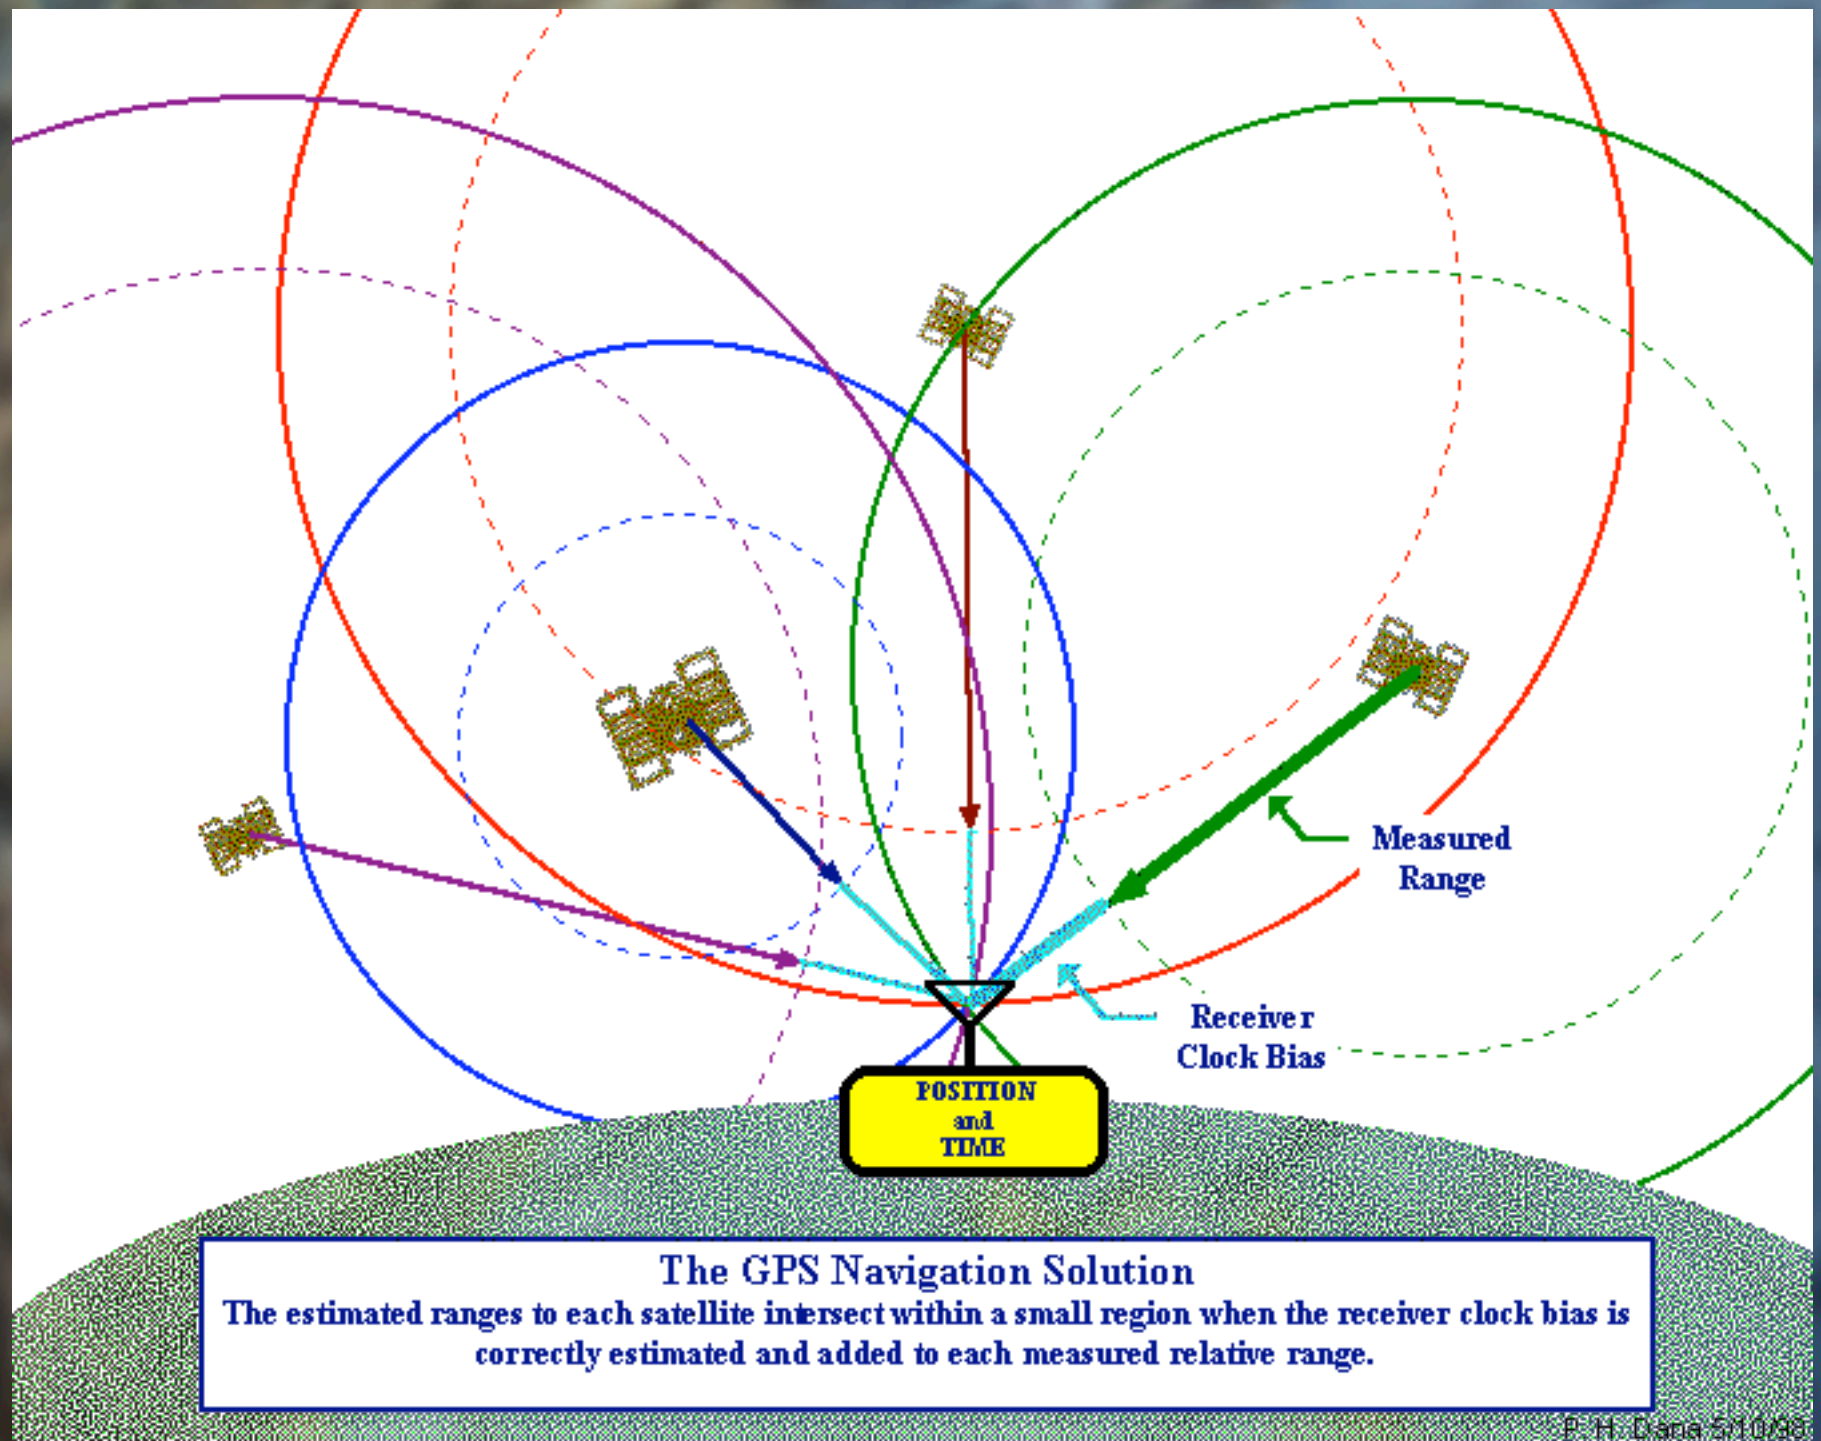 Measured
Range
Receiver
Clock Bias
POSITION
and
TIME
The GPS Navigation Solution
The estimated ranges to each satellite intersect within a small region when the receiver clock bias is
correctly estimated and added to each measured relative range.
P. H. Dana 5/10/98